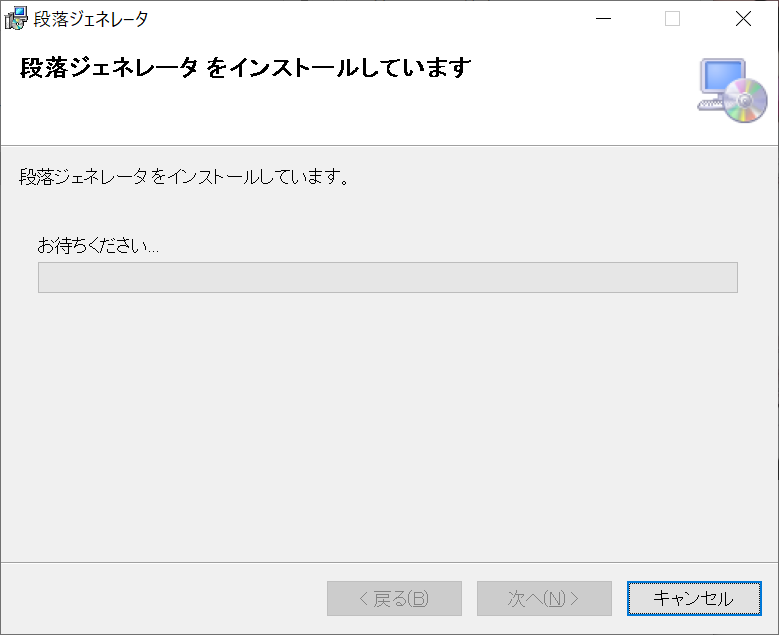 段落ジェネレータ
段落ジェネレータ をインストールしています
段落ジェネレータをインストールしています。
お待ちください...
< 戻る(B)
次へ(N) >
キャンセル